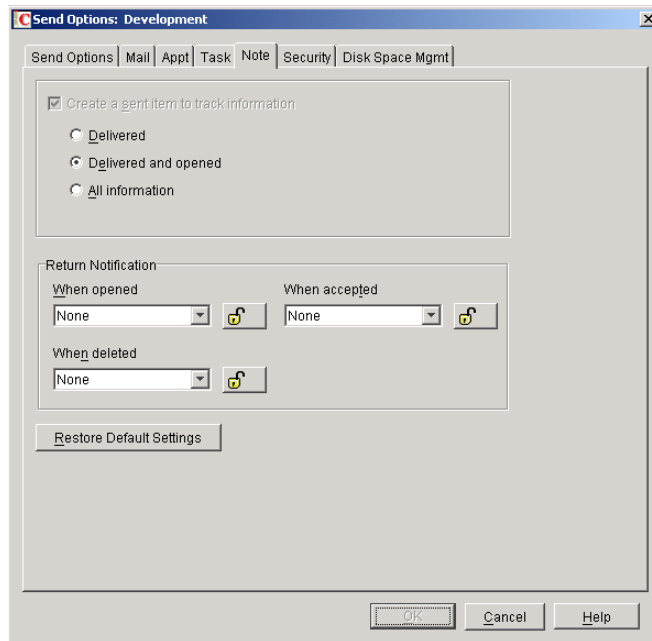 Send Options: Development
Send Options Mail Appt Task Note Security Disk Space Mgmt
Create a sent item to track information
Delivered
Delivered and opened
All information
Return Notification
When opened When accepted
None None
When deleted
None
Restore Default Settings
OK Cancel Help